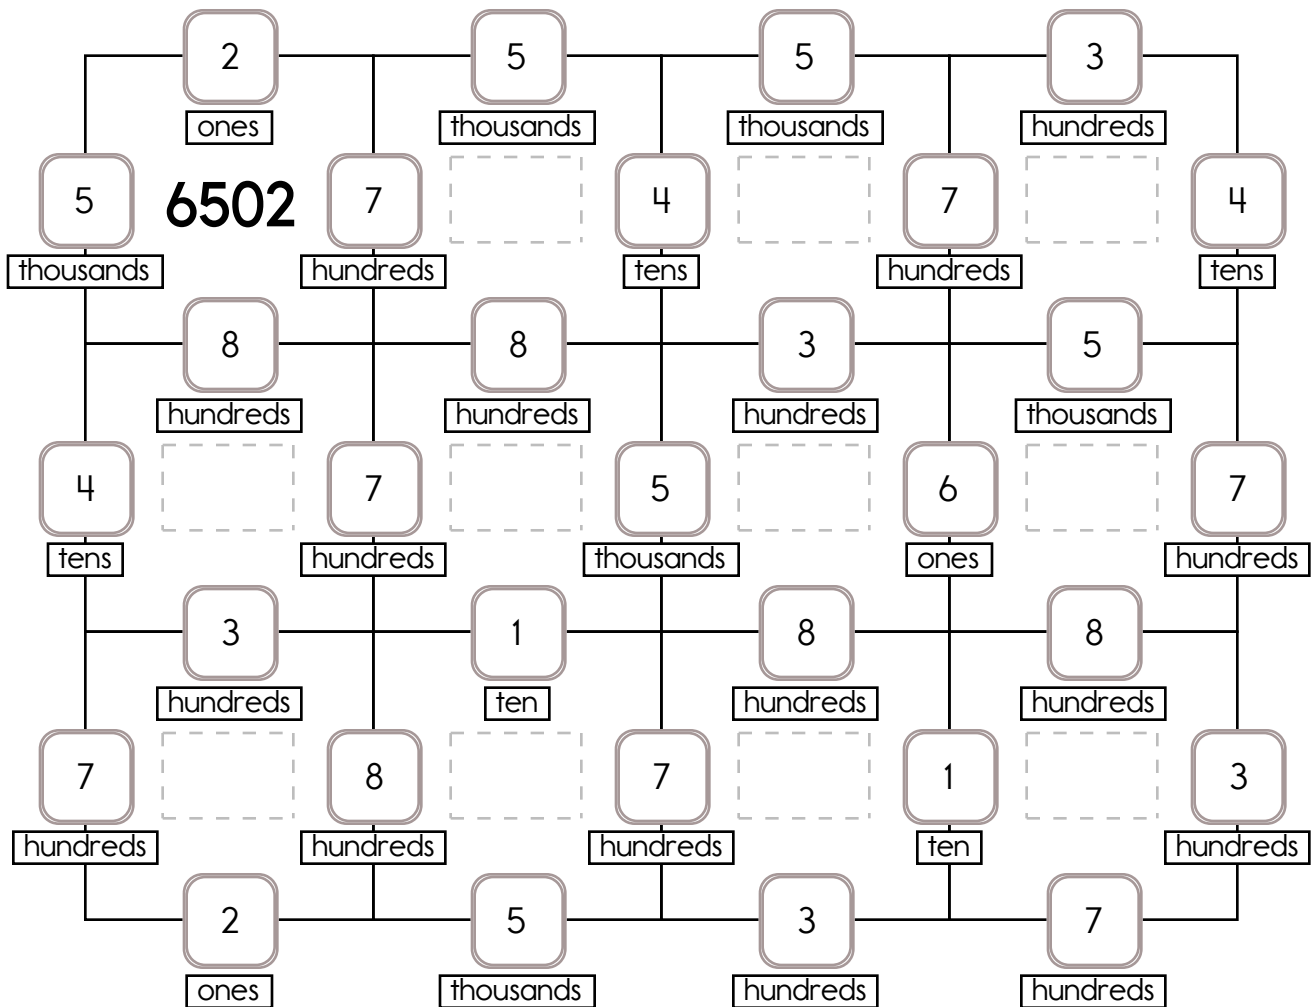 2 5 5 3
ones thousands thousands hundreds
5 6502 7 4 7 4
thousands hundreds tens hundreds tens
8 8 3 5
hundreds hundreds hundreds thousands
4 7 5 6 7
tens hundreds thousands ones hundreds
3 1 8 8
hundreds ten hundreds hundreds
7 8 7 1 3
hundreds hundreds hundreds ten hundreds
2 5 3 7
ones thousands hundreds hundreds